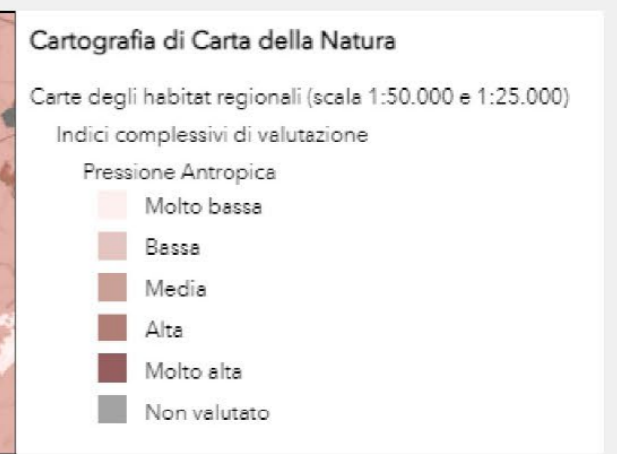 Cartografia di Carta della Natura
Carte degli habitat regionali (scala 1:50.000 e 1:25.000)
Indici complessivi di valutazione
Pressione Antropica
Molto bassa
Bassa
Media
Alta
Molto alta
Non valutato